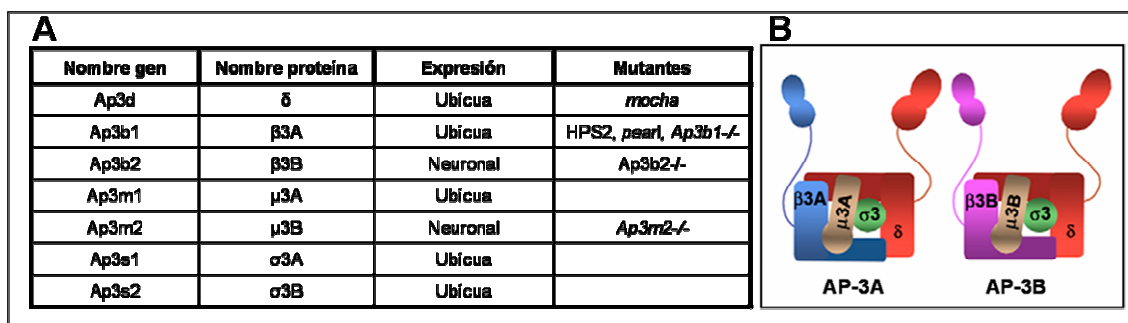 A
B
Nombre gen Nombre proteína Expresión Mutantes
Ap3d δ Ubícua mocha
Ap3b1 β3A Ubícua HPS2, pearl, Ap3b1-/-
Ap3b2 β3B Neuronal Ap3b2-/-
Ap3m1 μ3A Ubícua
Ap3m2 μ3B Neuronal Ap3m2-/-
Ap3s1 σ3A Ubícua
Ap3s2 σ3B Ubícua
β3A μ3A σ3 δ
β3B μ3B σ3 δ
AP-3A AP-3B